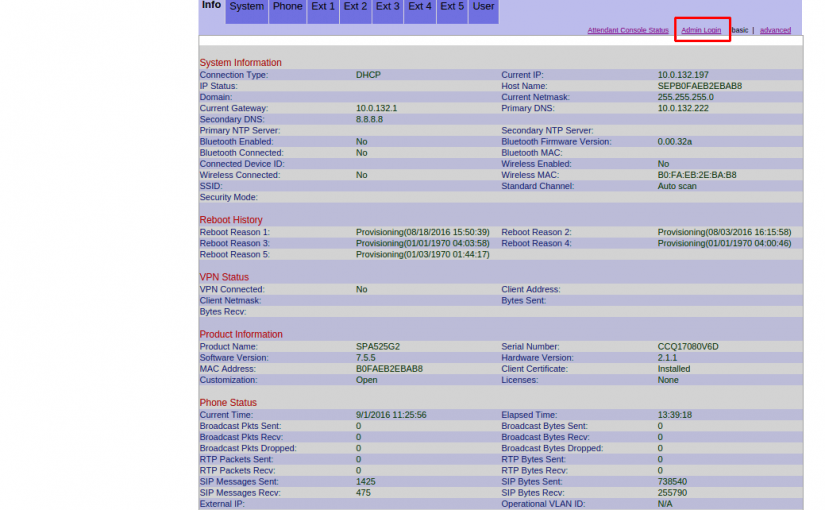 Info System Phone Ext 1 Ext 2 Ext 3 Ext 4 Ext 5 User
Attendant Console Status Admin Login basic | advanced
System Information
Connection Type: DHCP Current IP: 10.0.132.197
IP Status: Host Name: SEPB0FAEB2EBAB8
Domain: Current Netmask: 255.255.255.0
Current Gateway: 10.0.132.1 Primary DNS: 10.0.132.222
Secondary DNS: 8.8.8.8
Primary NTP Server: Secondary NTP Server:
Bluetooth Enabled: No Bluetooth Firmware Version: 0.00.32a
Bluetooth Connected: No Bluetooth MAC:
Connected Device ID: Wireless Enabled: No
Wireless Connected: No Wireless MAC: B0:FA:EB:2E:BA:B8
SSID: Standard Channel: Auto scan
Security Mode:
Reboot History
Reboot Reason 1: Provisioning(08/18/2016 15:50:39) Reboot Reason 2: Provisioning(08/03/2016 16:15:58)
Reboot Reason 3: Provisioning(01/01/1970 04:03:58) Reboot Reason 4: Provisioning(01/01/1970 04:00:46)
Reboot Reason 5: Provisioning(01/03/1970 01:44:17)
VPN Status
VPN Connected: No Client Address:
Client Netmask: Bytes Sent:
Bytes Recv:
Product Information
Product Name: SPA525G2 Serial Number: CCQ17080V6D
Software Version: 7.5.5 Hardware Version: 2.1.1
MAC Address: B0FAEB2EBAB8 Client Certificate: Installed
Customization: Open Licenses: None
Phone Status
Current Time: 9/1/2016 11:25:56 Elapsed Time: 13:39:18
Broadcast Pkts Sent: 0 Broadcast Bytes Sent: 0
Broadcast Pkts Recv: 0 Broadcast Bytes Recv: 0
Broadcast Pkts Dropped: 0 Broadcast Bytes Dropped: 0
RTP Packets Sent: 0 RTP Bytes Sent: 0
RTP Packets Recv: 0 RTP Bytes Recv: 0
SIP Messages Sent: 1425 SIP Bytes Sent: 738540
SIP Messages Recv: 475 SIP Bytes Recv: 255790
External IP: Operational VLAN ID: N/A